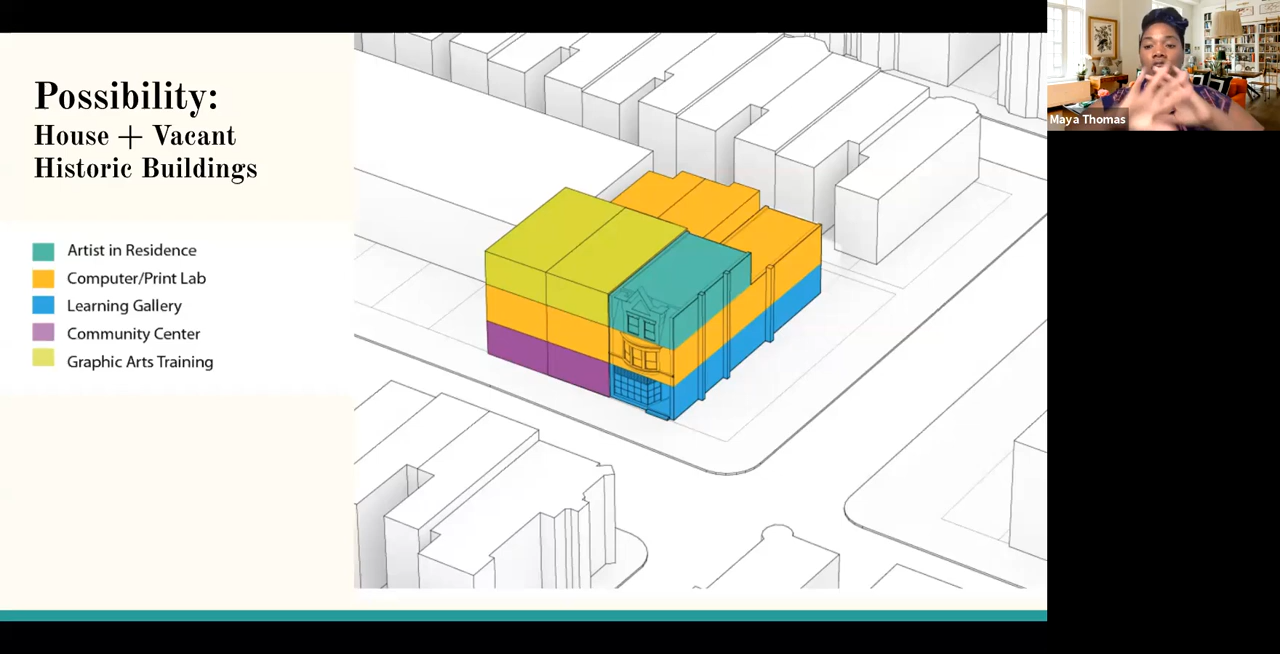 Possibility:
House + Vacant
Historic Buildings
Artist in Residence
Computer/Print Lab
Learning Gallery
Community Center
Graphic Arts Training
Maya Thomas